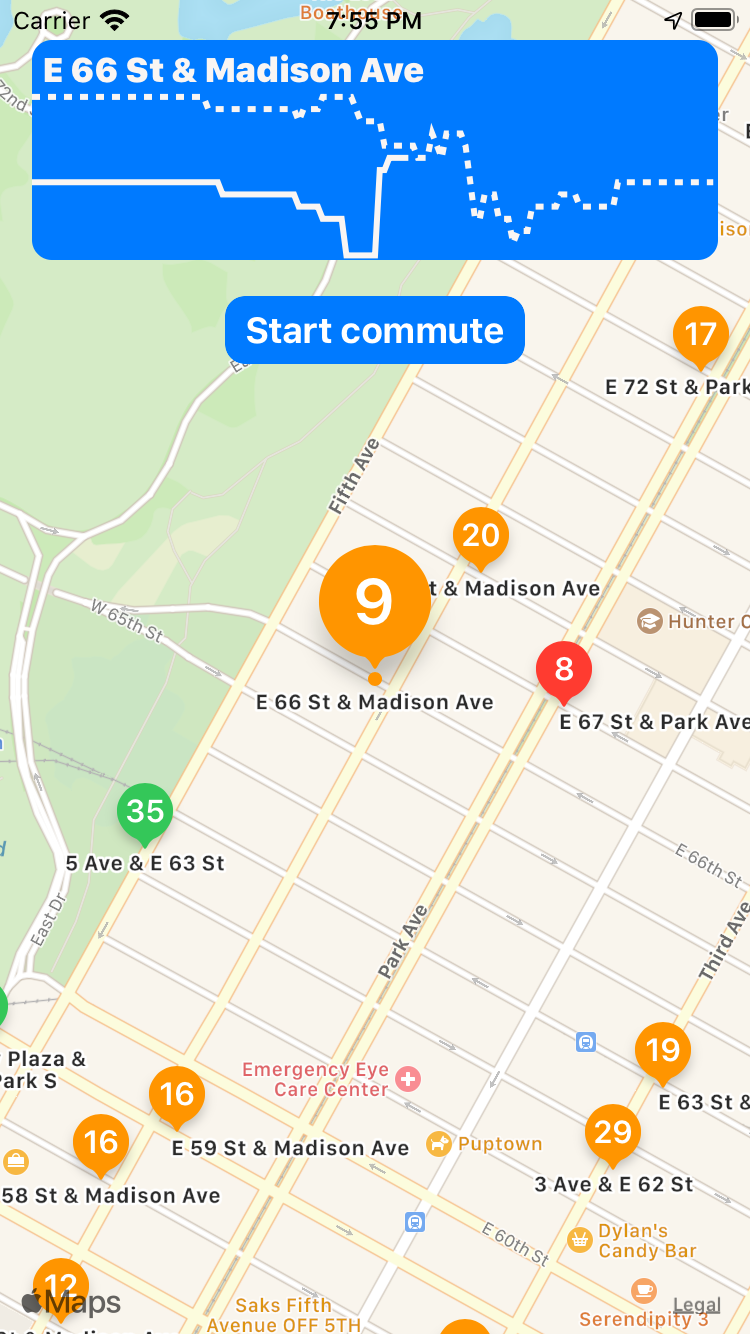 Carrier 7:55 PM
Boathouse
72nd
E 66 St & Madison Ave
Start commute
17
E 72 St & Park
Fifth Ave
20
t & Madison Ave
9
Hunter C
W 65th St
8
E 66 St & Madison Ave
E 67 St & Park Ave
35
5 Ave & E 63 St
E 66th St
East Dr
Park Ave
Third Ave
Plaza &
Park S
19
Emergency Eye
Care Center
E 63 St &
16
16
29
E 59 St & Madison Ave
Puptown
58 St & Madison Ave
3 Ave & E 62 St
E 60th St
Dylan's
Candy Bar
12
Maps
Saks Fifth
Avenue OFF 5TH
Legal
Serendipity 3